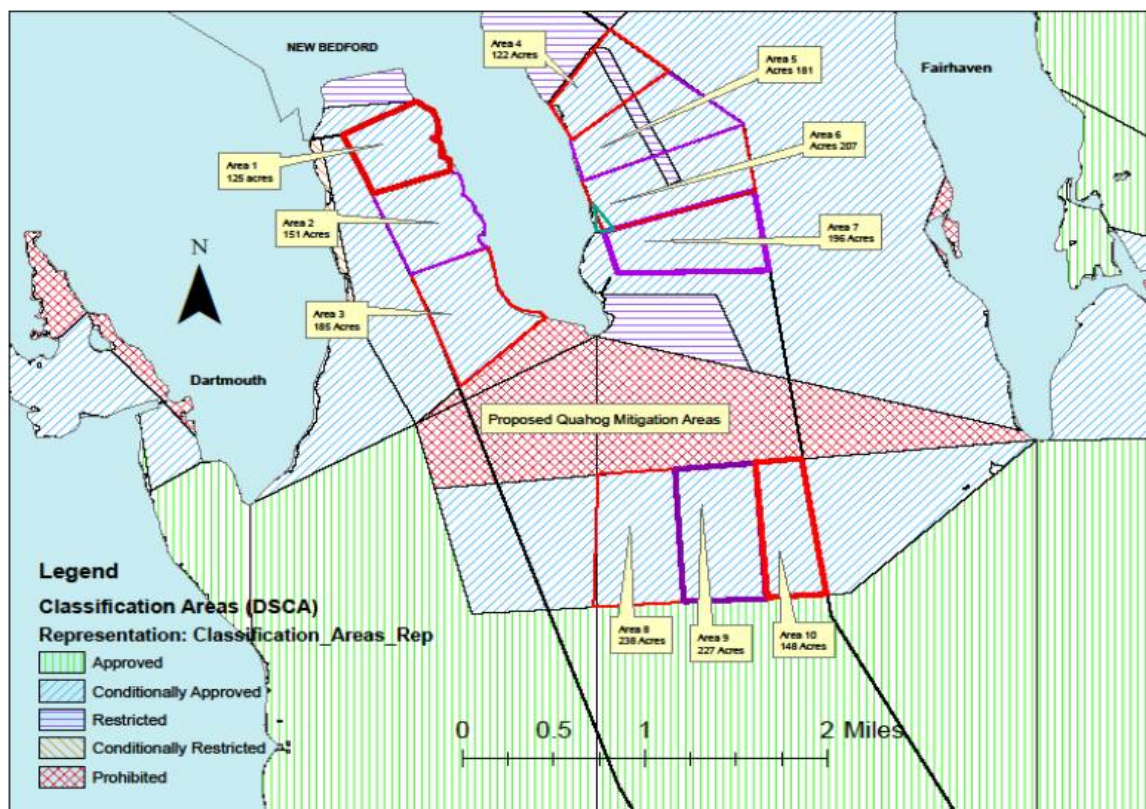 NEW BEDFORD
Area 4
122 Acres
Area 5
Acres 181
Fairhaven
Area 6
Acres 207
Area 1
125 acres
Area 2
151 Acres
Area 7
196 Acres
N
Area 3
185 Acres
Dartmouth
Proposed Quahog Mitigation Areas
Area 8
238 Acres
Area 9
227 Acres
Area 10
148 Acres
Legend
Classification Areas (DSCA)
Representation: Classification_Areas_Rep
Approved
Conditionally Approved
Restricted
Conditionally Restricted
Prohibited
0 0.5 1 2 Miles